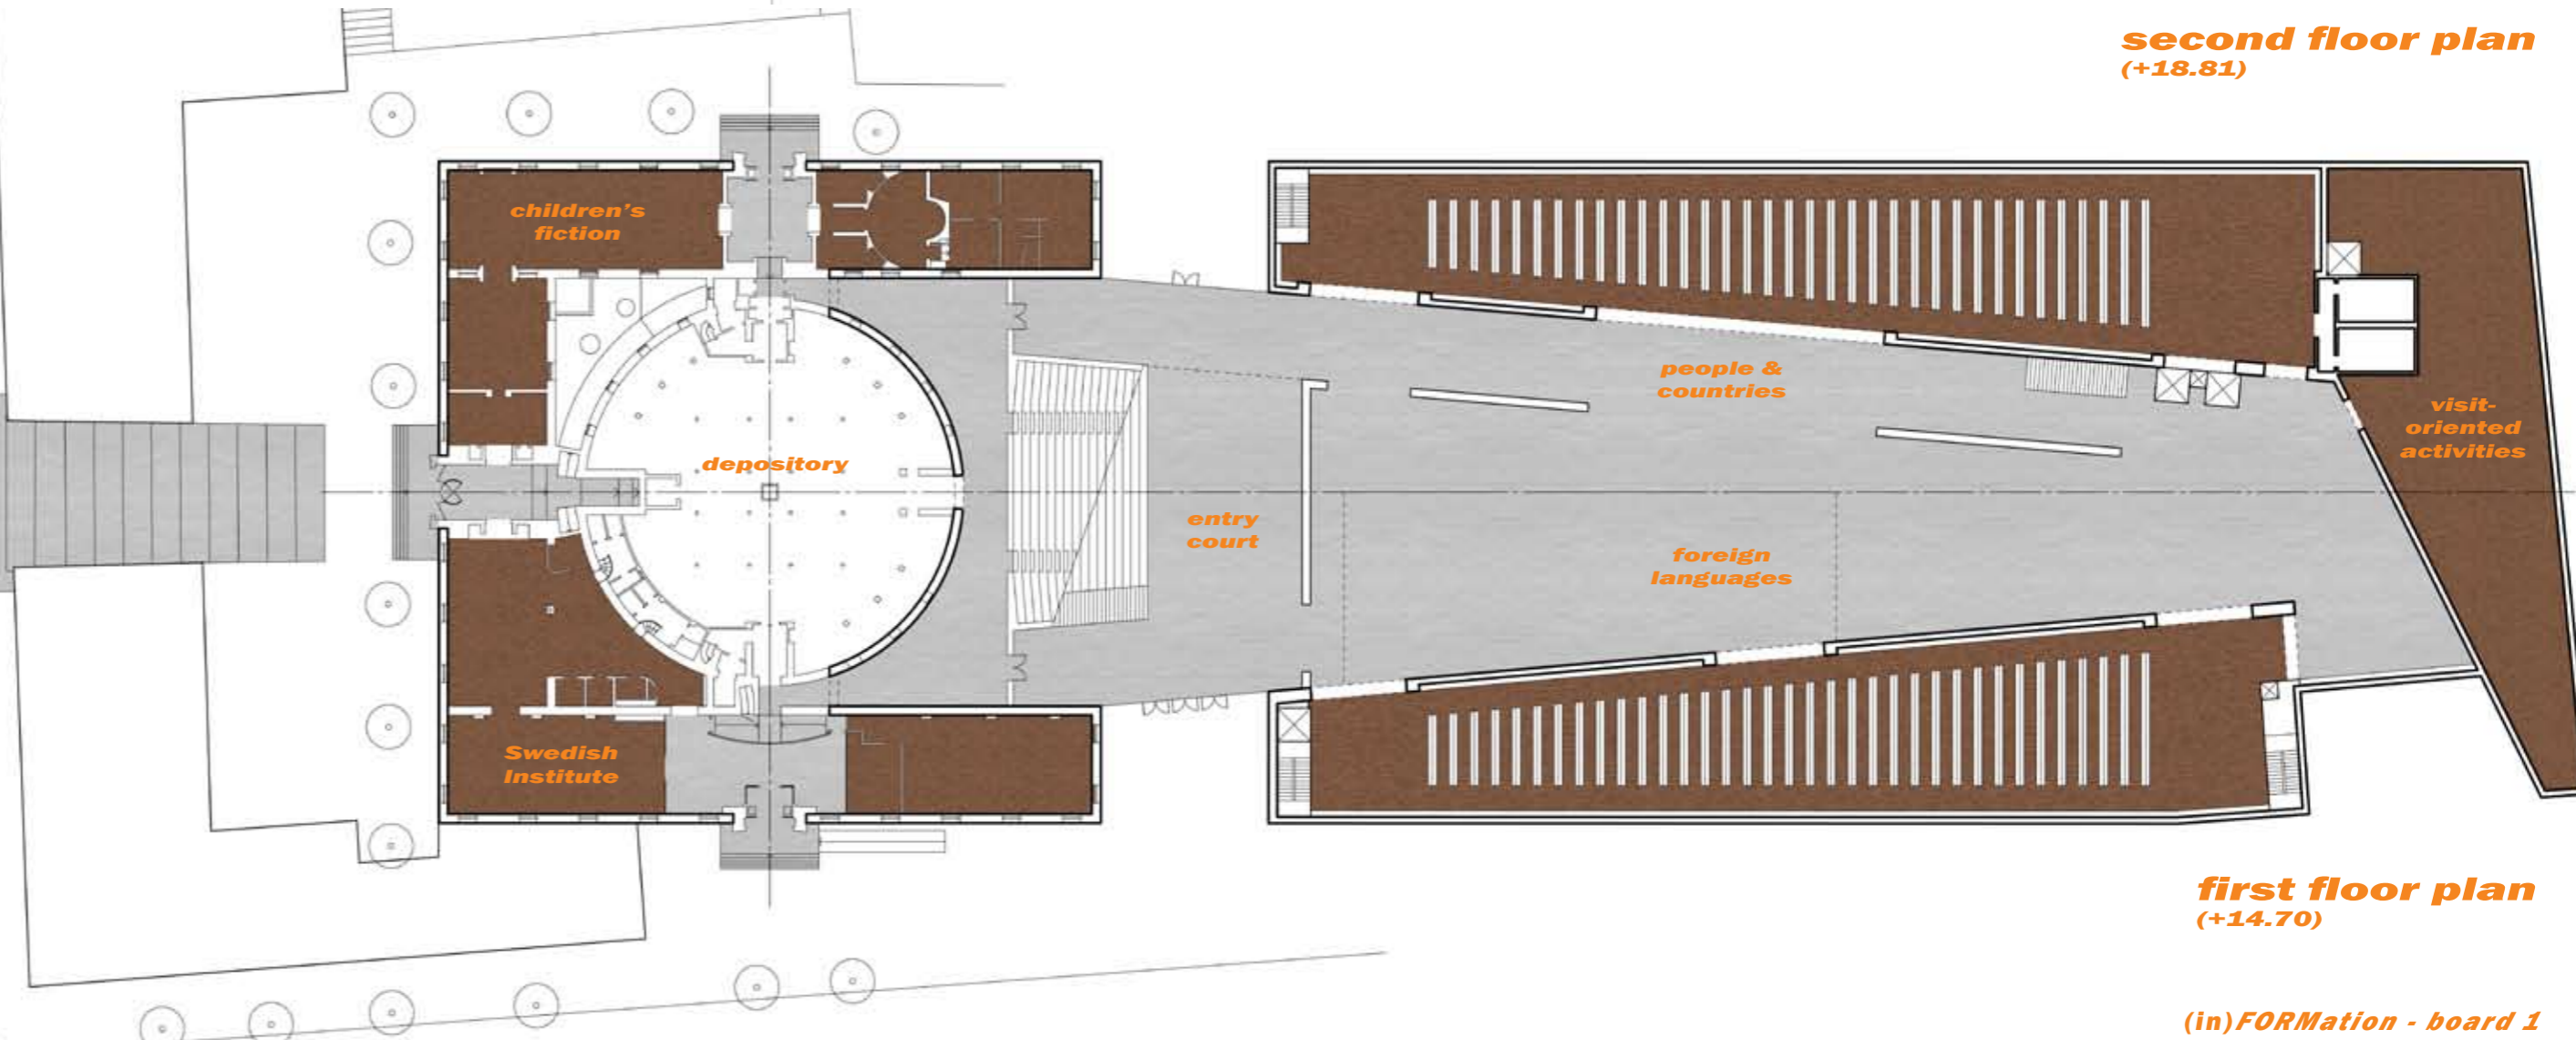 second floor plan
(+18.81)
children's
fiction
depository
Swedish
Institute
entry
court
people &
countries
foreign
languages
visit-
oriented
activities
first floor plan
(+14.70)
(in)FORMation - board 1